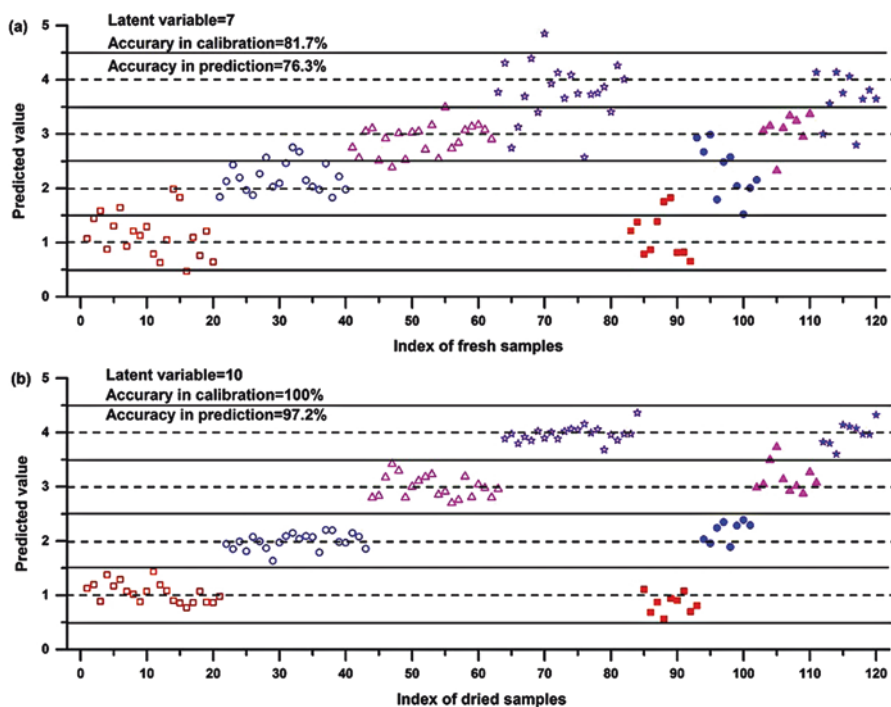 (a)
Latent variable=7
Accurary in calibration=81.7%
Accuracy in prediction=76.3%
5
4
3
2
1
0
Predicted value
0 10 20 30 40 50 60 70 80 90 100 110 120
Index of fresh samples
(b)
Latent variable=10
Accurary in calibration=100%
Accuracy in prediction=97.2%
5
4
3
2
1
0
Predicted value
0 10 20 30 40 50 60 70 80 90 100 110 120
Index of dried samples